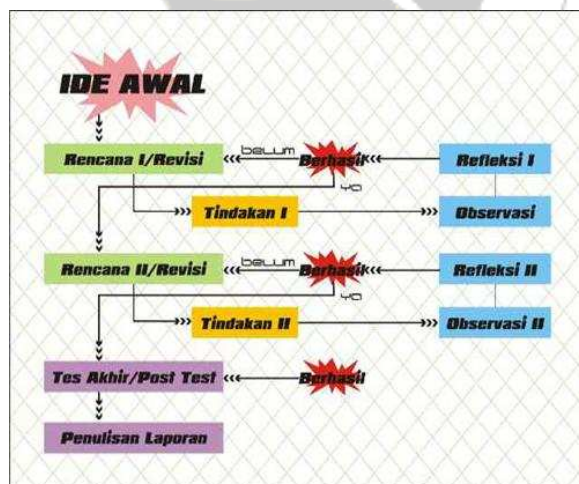 IDE AWAL
Rencana I/Revisi
belum
Berhasil
Refleksi I
ya
Tindakan I
Observasi
Rencana II/Revisi
belum
Berhasil
Refleksi II
ya
Tindakan II
Observasi II
Tes Akhir/Post Test
Berhasil
Penulisan Laporan